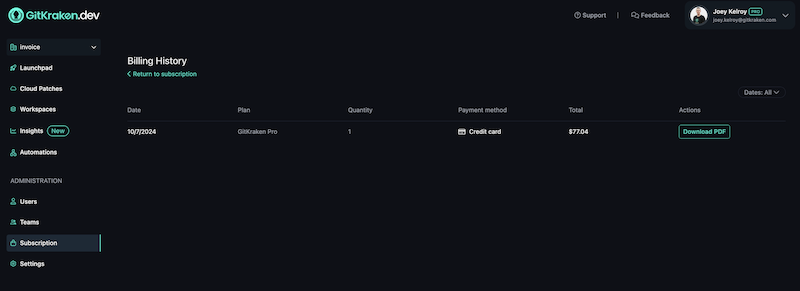 GitKraken.dev
Support | Feedback
Joey Kelroy PRO
joey.kelroy@gitkraken.com
invoice
Launchpad
Cloud Patches
Workspaces
Insights New
Automations
ADMINISTRATION
Users
Teams
Subscription
Settings
Billing History
Return to subscription
Dates: All
Date Plan Quantity Payment method Total Actions
10/7/2024 GitKraken Pro 1 Credit card $77.04 Download PDF